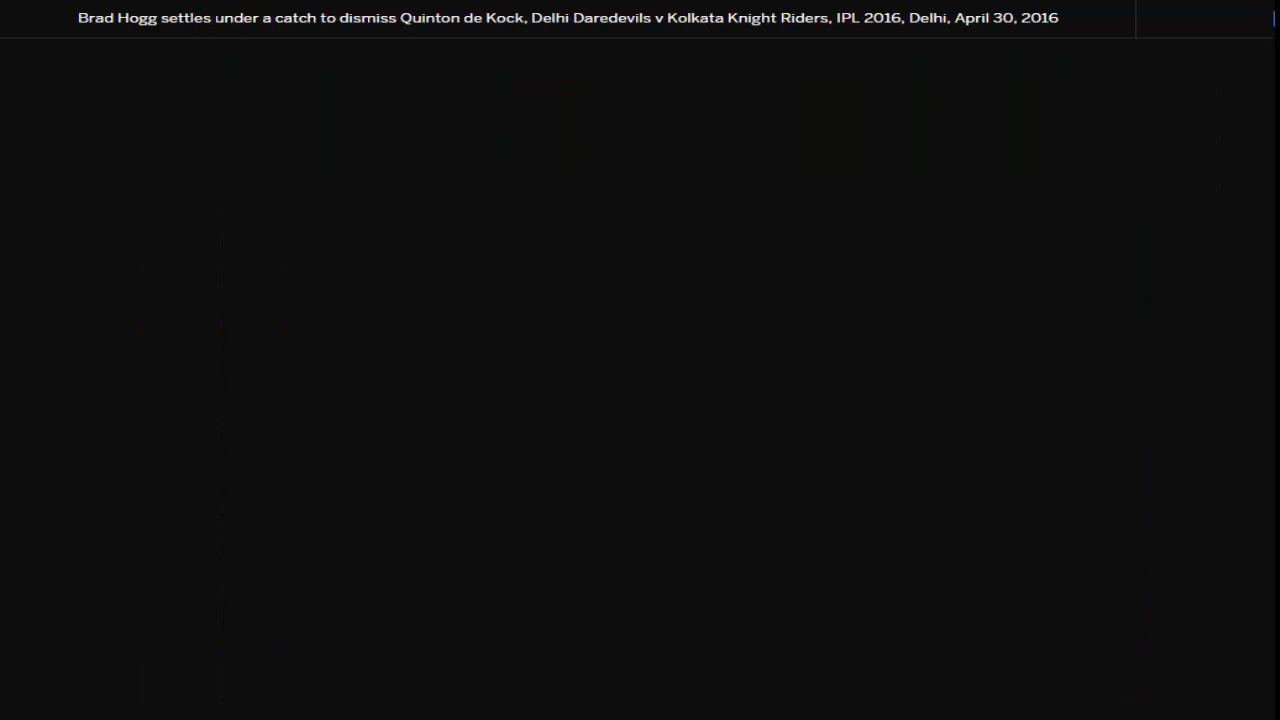 Brad Hogg settles under a catch to dismiss Quinton de Kock, Delhi Daredevils v Kolkata Knight Riders, IPL 2016, Delhi, April 30, 2016